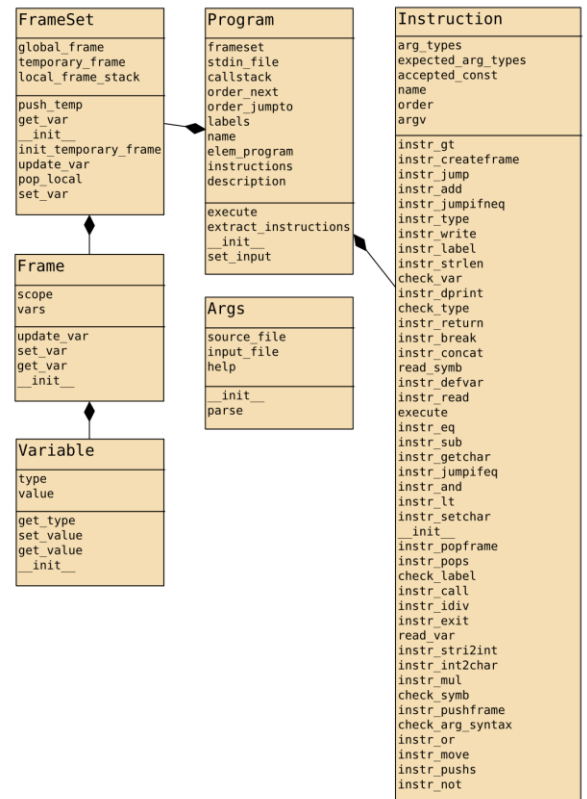 FrameSet
global_frame
temporary_frame
local_frame_stack
push_temp
get_var
__init__
init_temporary_frame
update_var
pop_local
set_var
Frame
scope
vars
update_var
set_var
get_var
__init__
Variable
type
value
get_type
set_value
get_value
__init__
Program
frameset
stdin_file
callstack
order_next
order_jumpto
labels
name
elem_program
instructions
description
execute
extract_instructions
__init__
set_input
Args
source_file
input_file
help
__init__
parse
Instruction
arg_types
expected_arg_types
accepted_const
name
order
argv
instr_gt
instr_createframe
instr_jump
instr_add
instr_jumpifneq
instr_type
instr_write
instr_label
instr_strlen
check_var
instr_dprint
check_type
instr_return
instr_break
instr_concat
read_symb
instr_defvar
instr_read
execute
instr_eq
instr_sub
instr_getchar
instr_jumpifeq
instr_and
instr_lt
instr_setchar
__init__
instr_popframe
instr_pops
check_label
instr_call
instr_idiv
instr_exit
read_var
instr_stri2int
instr_int2char
instr_mul
check_symb
instr_pushframe
check_arg_syntax
instr_or
instr_move
instr_pushs
instr_not